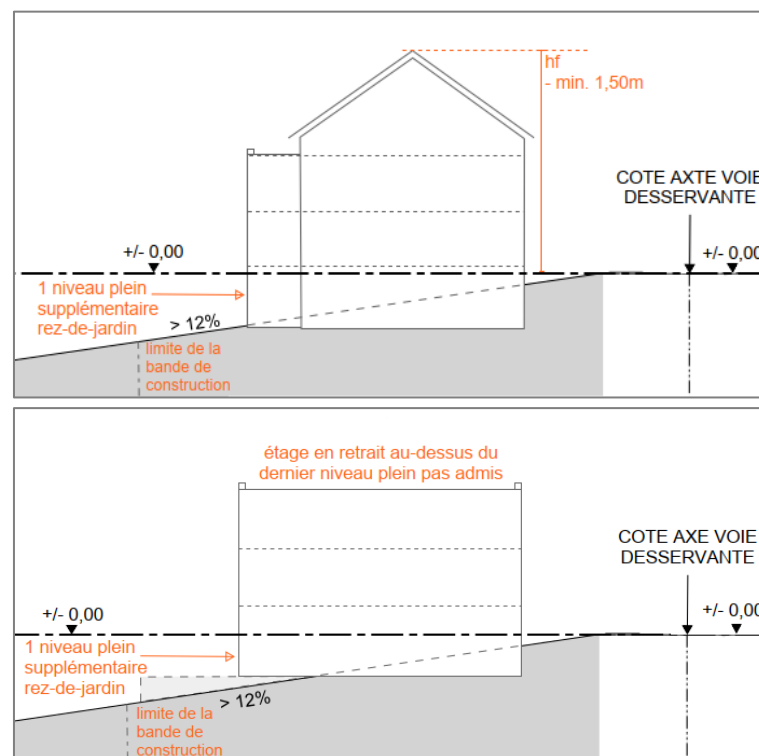 hf
- min. 1,50m
COTE AXTE VOIE
DESSERVANTE
+/- 0,00
+/- 0,00
1 niveau plein
supplémentaire
rez-de-jardin
> 12%
limite de la
bande de
construction
étage en retrait au-dessus du
dernier niveau plein pas admis
COTE AXE VOIE
DESSERVANTE
+/- 0,00
+/- 0,00
1 niveau plein
supplémentaire
rez-de-jardin
> 12%
limite de la
bande de
construction